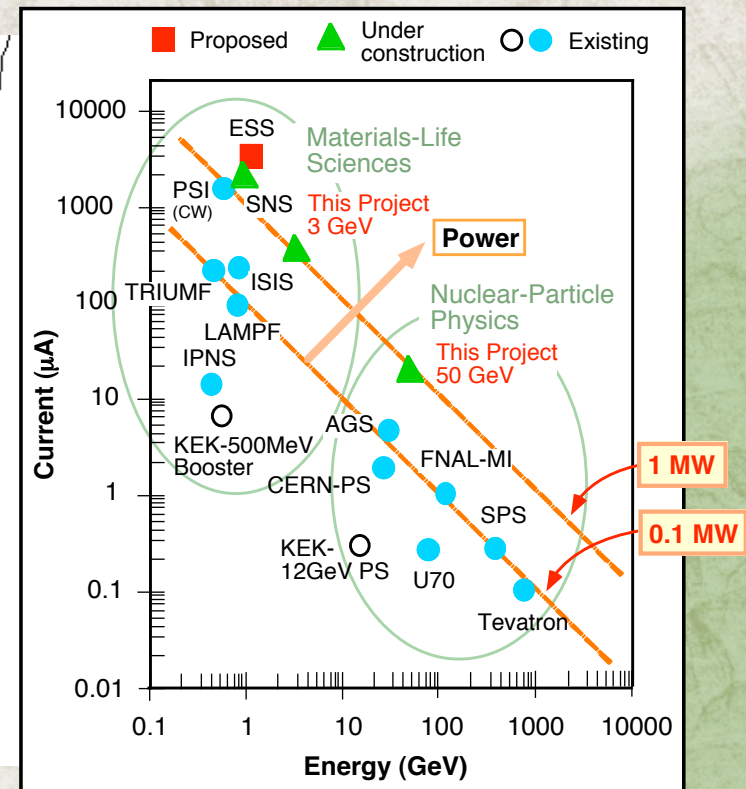 Proposed
Under
construction
Existing
10000
1000
100
10
1
0.1
0.01
Current (µA)
ESS
Materials-Life
Sciences
PSI
(CW)
SNS
This Project
3 GeV
Power
TRIUMF
ISIS
LAMPF
Nuclear-Particle
Physics
IPNS
This Project
50 GeV
KEK-500MeV
Booster
AGS
FNAL-MI
CERN-PS
1 MW
SPS
0.1 MW
KEK-
12GeV PS
U70
Tevatron
0.1
1
10
100
1000
10000
Energy (GeV)